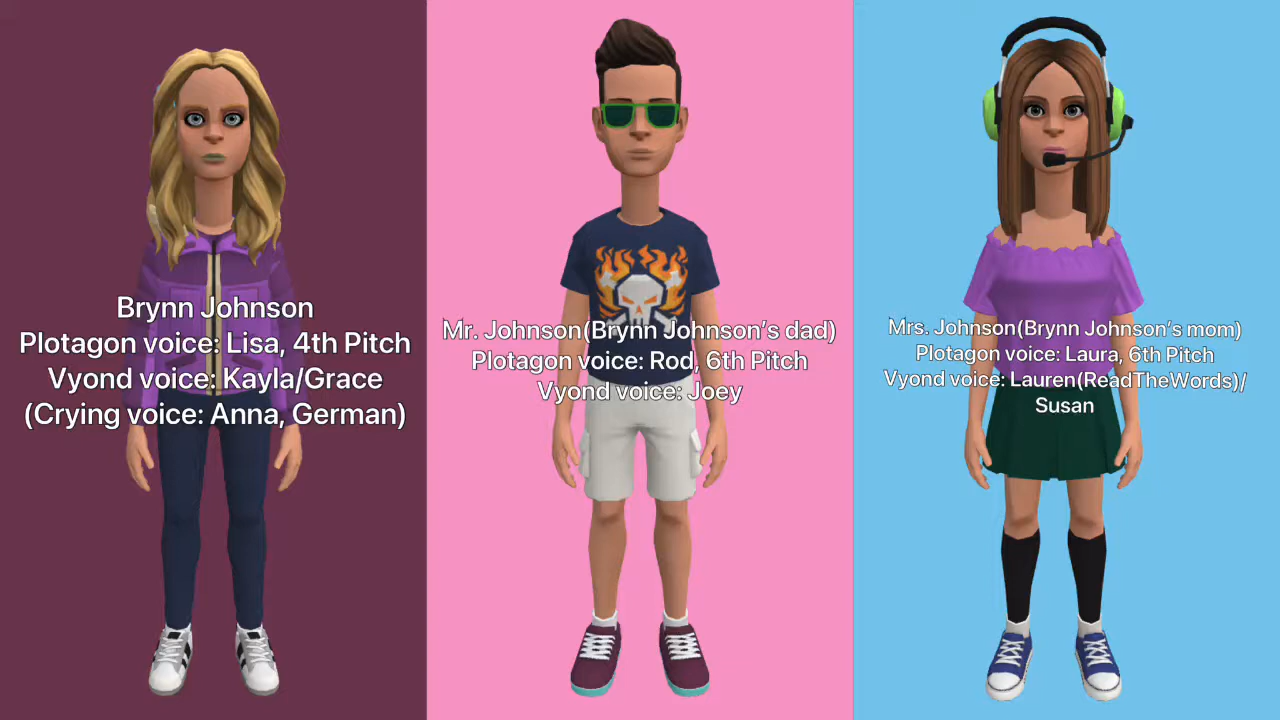 Brynn Johnson
Plotagon voice: Lisa, 4th Pitch
Vyond voice: Kayla/Grace
(Crying voice: Anna, German)
Mr. Johnson(Brynn Johnson’s dad)
Plotagon voice: Rod, 6th Pitch
Vyond voice: Joey
Mrs. Johnson(Brynn Johnson’s mom)
Plotagon voice: Laura, 6th Pitch
Vyond voice: Lauren(ReadTheWords)/
Susan